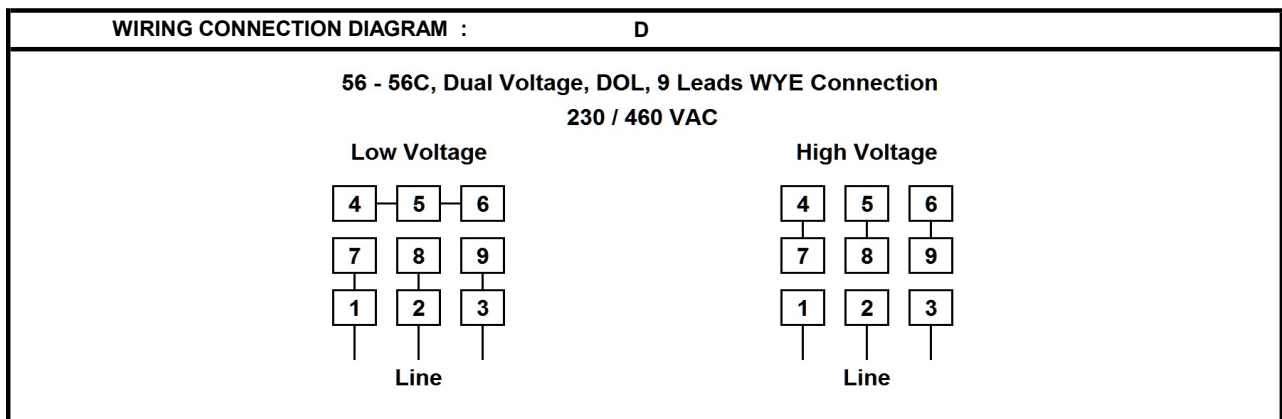 WIRING CONNECTION DIAGRAM : D
56 - 56C, Dual Voltage, DOL, 9 Leads WYE Connection
230 / 460 VAC
Low Voltage
4 5 6
7 8 9
1 2 3
Line
High Voltage
4 5 6
7 8 9
1 2 3
Line